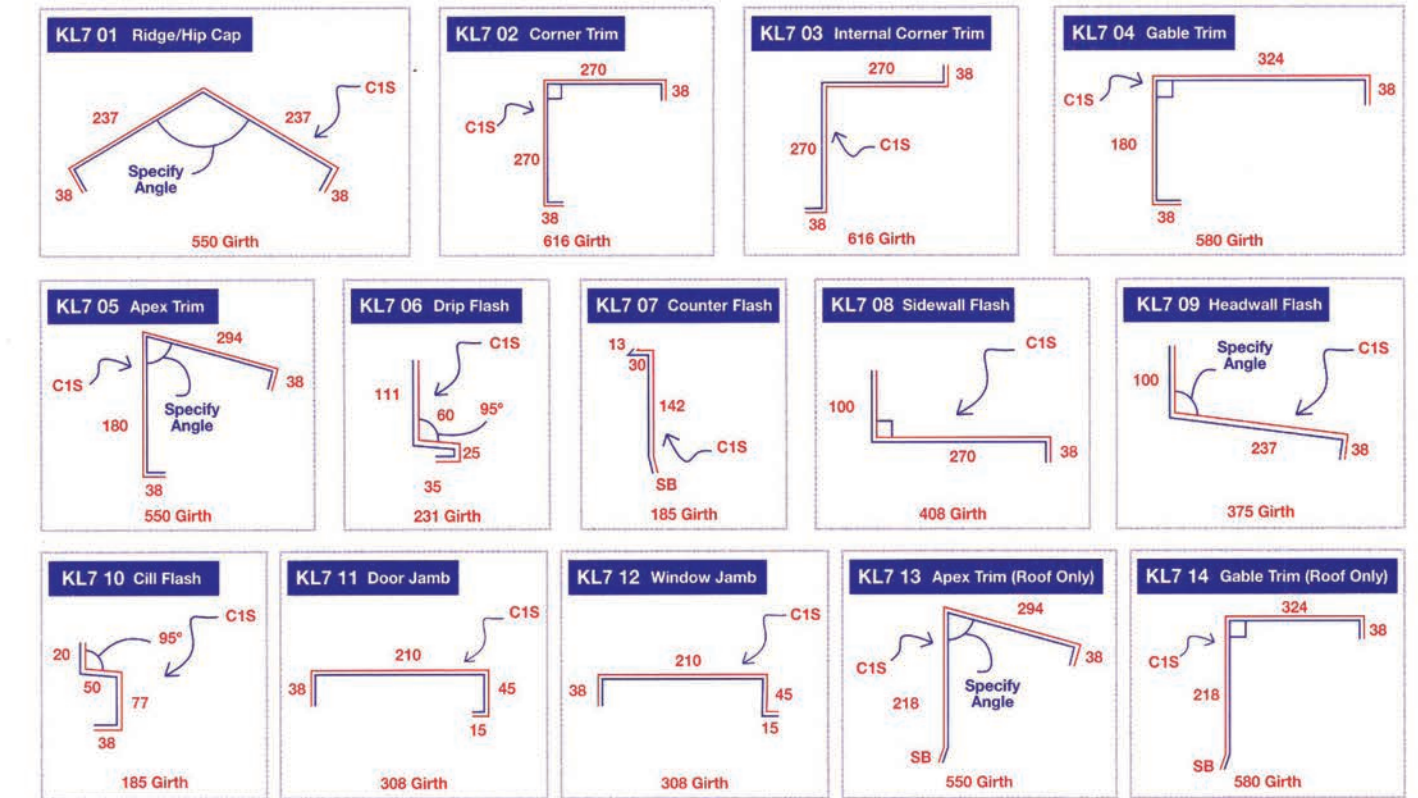 KL7 01 Ridge/Hip Cap
237
237
C1S
Specify
Angle
38
38
550 Girth
KL7 02 Corner Trim
270
38
C1S
270
38
616 Girth
KL7 03 Internal Corner Trim
270
38
270
C1S
38
616 Girth
KL7 04 Gable Trim
324
C1S
38
180
38
580 Girth
KL7 05 Apex Trim
294
C1S
38
Specify
Angle
180
38
550 Girth
KL7 06 Drip Flash
C1S
111
60
95º
25
35
231 Girth
KL7 07 Counter Flash
13
30
142
C1S
SB
185 Girth
KL7 08 Sidewall Flash
C1S
100
270
38
408 Girth
KL7 09 Headwall Flash
Specify
Angle
C1S
100
237
38
375 Girth
KL7 10 Cill Flash
C1S
95º
20
50
77
38
185 Girth
KL7 11 Door Jamb
C1S
210
38
45
15
308 Girth
KL7 12 Window Jamb
C1S
210
38
45
15
308 Girth
KL7 13 Apex Trim (Roof Only)
294
C1S
38
Specify
Angle
218
SB
550 Girth
KL7 14 Gable Trim (Roof Only)
324
38
C1S
218
SB
580 Girth